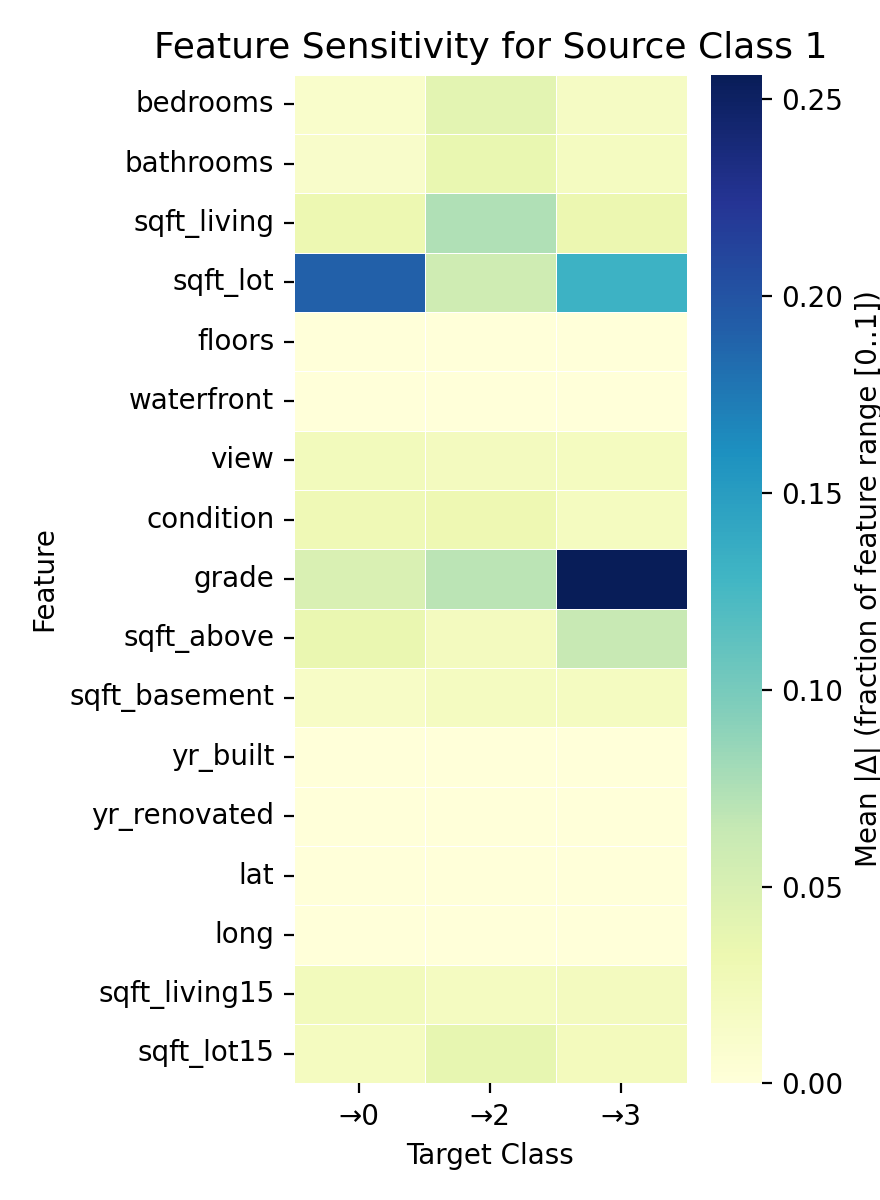 Feature Sensitivity for Source Class 1
Feature
bedrooms
bathrooms
sqft_living
sqft_lot
floors
waterfront
view
condition
grade
sqft_above
sqft_basement
yr_built
yr_renovated
lat
long
sqft_living15
sqft_lot15
→0 →2 →3
Target Class
0.25
0.20
0.15
0.10
0.05
0.00
Mean |Δ| (fraction of feature range [0..1])